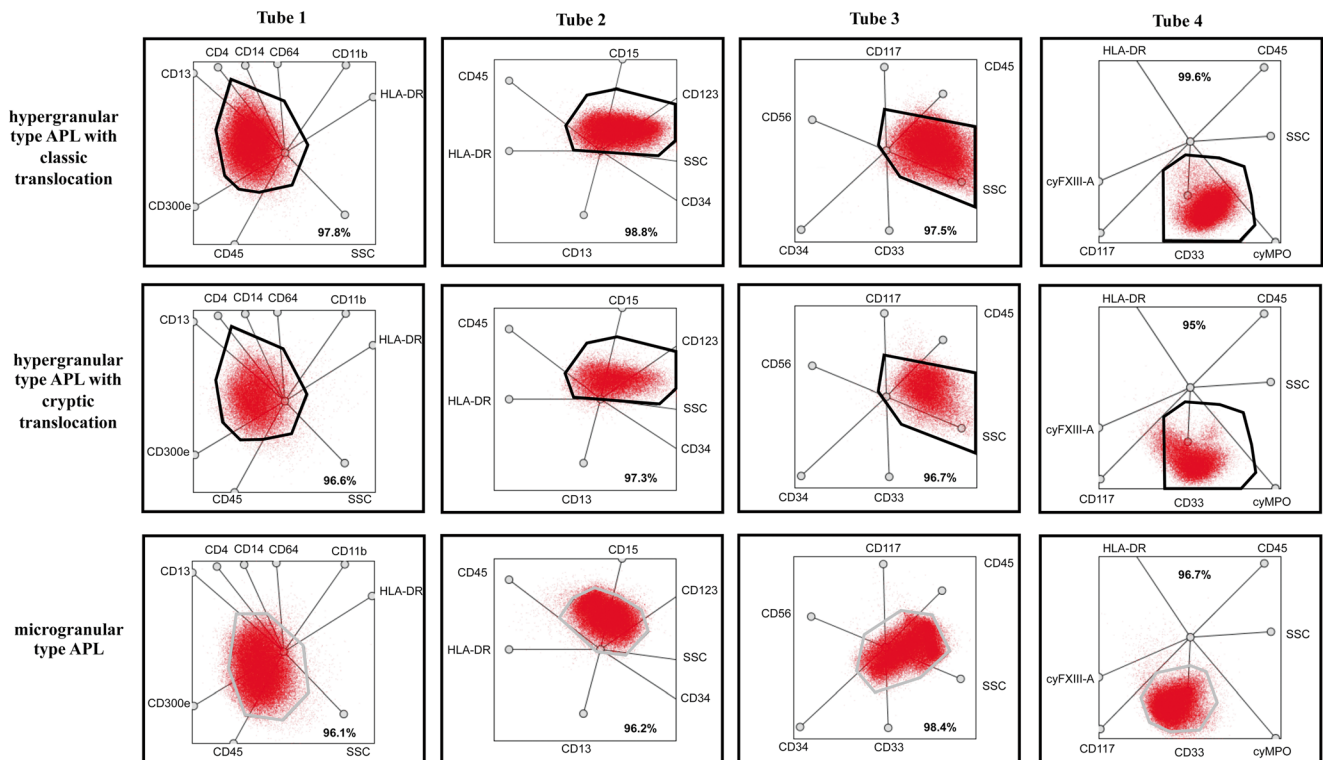 Tube 1
Tube 2
Tube 3
Tube 4
hypergranular
type APL with
classic
translocation
CD4
CD14
CD64
CD11b
CD13
HLA-DR
CD300e
CD45
SSC
97.8%
CD15
CD45
CD123
HLA-DR
SSC
CD34
CD13
98.8%
CD117
CD45
CD56
SSC
CD34
CD33
97.5%
HLA-DR
CD45
99.6%
SSC
cyFXIII-A
CD117
CD33
cyMPO
hypergranular
type APL with
cryptic
translocation
CD4
CD14
CD64
CD11b
CD13
HLA-DR
CD300e
CD45
SSC
96.6%
CD15
CD45
CD123
HLA-DR
SSC
CD34
CD13
97.3%
CD117
CD45
CD56
SSC
CD34
CD33
96.7%
HLA-DR
CD45
95%
SSC
cyFXIII-A
CD117
CD33
cyMPO
microgranular
type APL
CD4
CD14
CD64
CD11b
CD13
HLA-DR
CD300e
CD45
SSC
96.1%
CD15
CD45
CD123
HLA-DR
SSC
CD34
CD13
96.2%
CD117
CD45
CD56
SSC
CD34
CD33
98.4%
HLA-DR
CD45
96.7%
SSC
cyFXIII-A
CD117
CD33
cyMPO